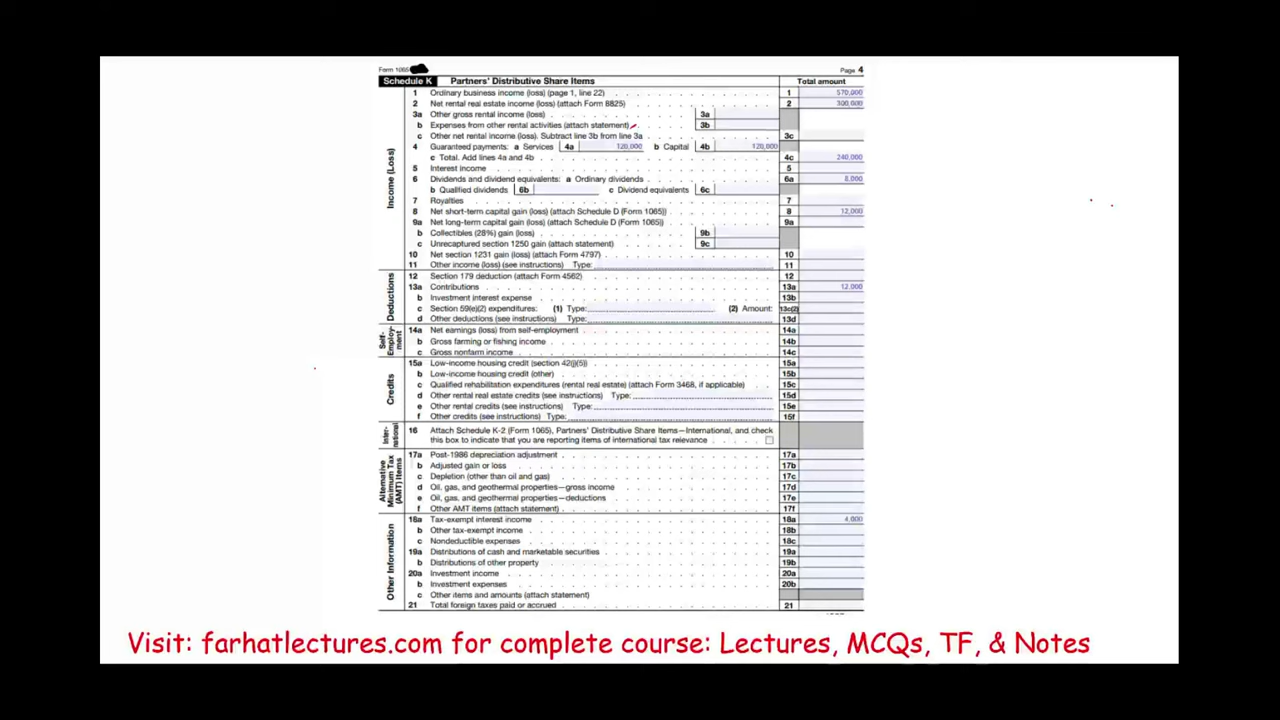 Form 1065
Page 4
Schedule K Partners' Distributive Share Items Total amount
Income (Loss)
1 Ordinary business income (loss) (page 1, line 22) 1 570,000
2 Net rental real estate income (loss) (attach Form 8825) 2 300,000
3a Other gross rental income (loss) 3a
b Expenses from other rental activities (attach statement) 3b
c Other net rental income (loss). Subtract line 3b from line 3a 3c
4 Guaranteed payments: a Services 4a 120,000 b Capital 4b 120,000
c Total. Add lines 4a and 4b 4c 240,000
5 Interest income 5
6 Dividends and dividend equivalents: a Ordinary dividends 6a 8,000
b Qualified dividends 6b c Dividend equivalents 6c
7 Royalties 7
8 Net short-term capital gain (loss) (attach Schedule D (Form 1065)) 8 12,000
9a Net long-term capital gain (loss) (attach Schedule D (Form 1065)) 9a
b Collectibles (28%) gain (loss) 9b
c Unrecaptured section 1250 gain (attach statement) 9c
10 Net section 1231 gain (loss) (attach Form 4797) 10
11 Other income (loss) (see instructions) Type: 11
Deductions
12 Section 179 deduction (attach Form 4562) 12
13a Contributions 13a 12,000
b Investment interest expense 13b
c Section 59(e)(2) expenditures: (1) Type: (2) Amount: 13c(2)
d Other deductions (see instructions) Type: 13d
Self-Employ-ment
14a Net earnings (loss) from self-employment 14a
b Gross farming or fishing income 14b
c Gross nonfarm income 14c
Credits
15a Low-income housing credit (section 42(j)(5)) 15a
b Low-income housing credit (other) 15b
c Qualified rehabilitation expenditures (rental real estate) (attach Form 3468, if applicable) 15c
d Other rental real estate credits (see instructions) Type: 15d
e Other rental credits (see instructions) Type: 15e
f Other credits (see instructions) Type: 15f
Inter-national
16 Attach Schedule K-2 (Form 1065), Partners' Distributive Share Items—International, and check
this box to indicate that you are reporting items of international tax relevance
Alternative Minimum Tax (AMT) Items
17a Post-1986 depreciation adjustment 17a
b Adjusted gain or loss 17b
c Depletion (other than oil and gas) 17c
d Oil, gas, and geothermal properties—gross income 17d
e Oil, gas, and geothermal properties—deductions 17e
f Other AMT items (attach statement) 17f
Other Information
18a Tax-exempt interest income 18a 4,000
b Other tax-exempt income 18b
c Nondeductible expenses 18c
19a Distributions of cash and marketable securities 19a
b Distributions of other property 19b
20a Investment income 20a
b Investment expenses 20b
c Other items and amounts (attach statement)
21 Total foreign taxes paid or accrued 21
Visit: farhatlectures.com for complete course: Lectures, MCQs, TF, & Notes